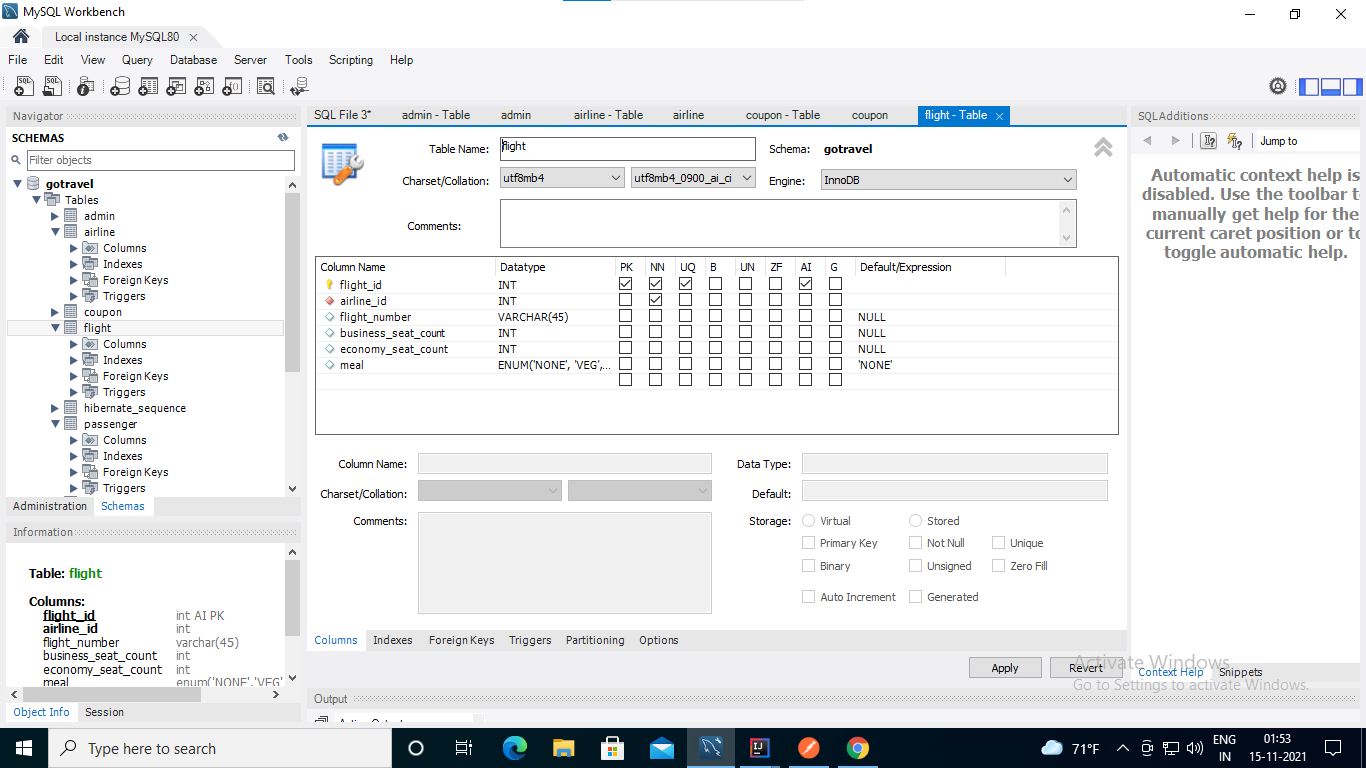 MySQL Workbench
Local instance MySQL80
File Edit View Query Database Server Tools Scripting Help
Navigator
SCHEMAS
Filter objects
gotravel
Tables
admin
airline
Columns
Indexes
Foreign Keys
Triggers
coupon
flight
Columns
Indexes
Foreign Keys
Triggers
hibernate_sequence
passenger
Columns
Indexes
Foreign Keys
Triggers
Administration Schemas
Information
Table: flight
Columns:
flight_id int AI PK
airline_id int
flight_number varchar(45)
business_seat_count int
economy_seat_count int
meal enum('NONE','VEG'
Object Info Session
SQL File 3* admin - Table admin airline - Table airline coupon - Table coupon flight - Table
Table Name: flight Schema: gotravel
Charset/Collation: utf8mb4 utf8mb4_0900_ai_ci Engine: InnoDB
Comments:
Column Name Datatype PK NN UQ B UN ZF AI G Default/Expression
flight_id INT
airline_id INT
flight_number VARCHAR(45) NULL
business_seat_count INT NULL
economy_seat_count INT NULL
meal ENUM('NONE', 'VEG',... 'NONE'
Column Name: Data Type:
Charset/Collation: Default:
Comments: Storage: Virtual Stored
Primary Key Not Null Unique
Binary Unsigned Zero Fill
Auto Increment Generated
Columns Indexes Foreign Keys Triggers Partitioning Options
Apply Revert
Output
SQLAdditions
Jump to
Automatic context help is
disabled. Use the toolbar t
manually get help for the
current caret position or to
toggle automatic help.
Activate Windows
Go to Settings to activate Windows.
Context Help Snippets
Type here to search
71°F
ENG
IN
01:53
15-11-2021